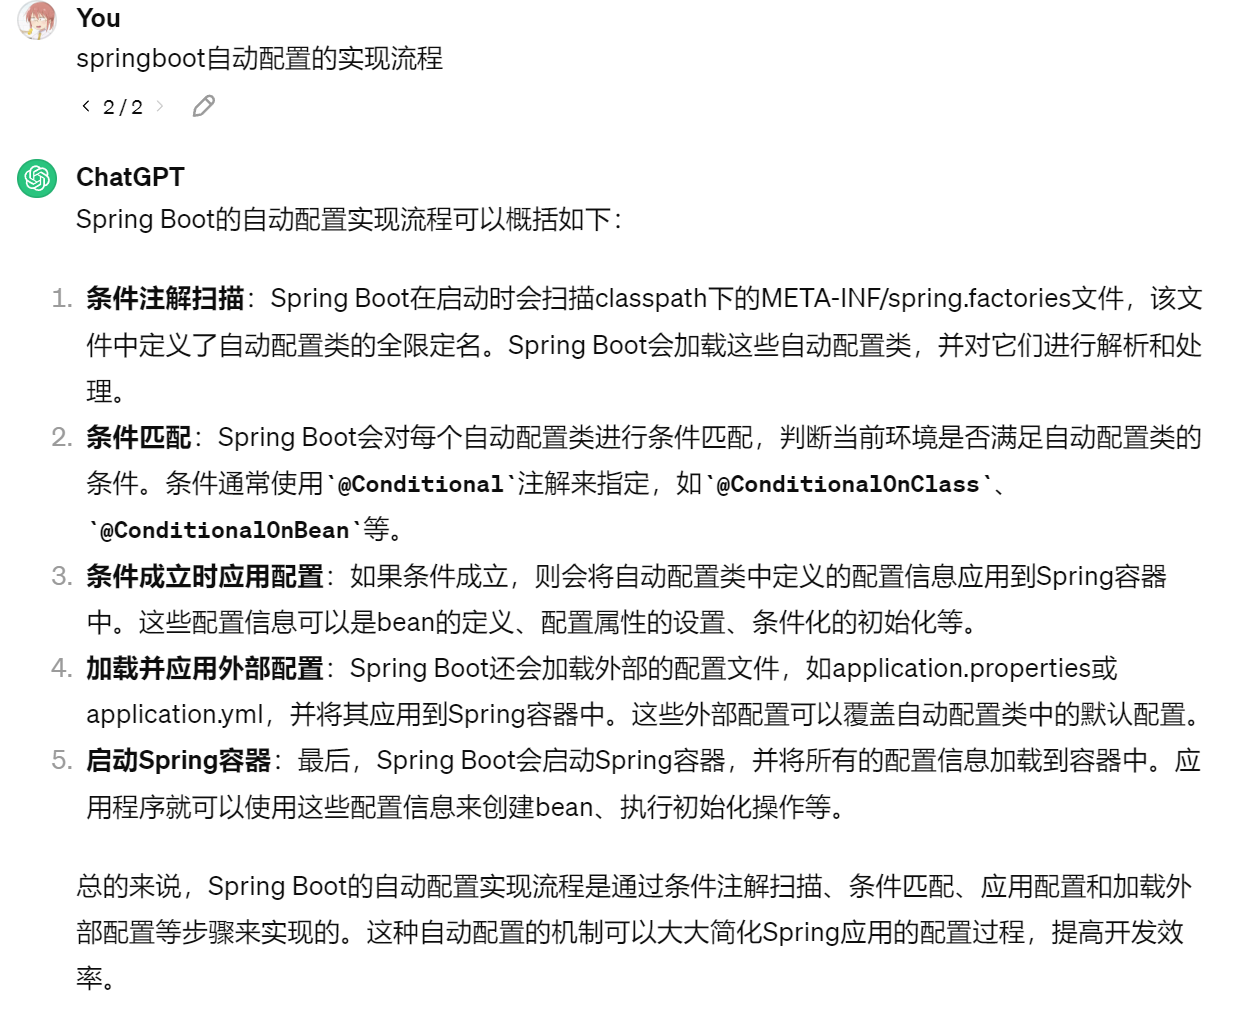 You
springboot自动配置的实现流程
2 / 2
ChatGPT
Spring Boot的自动配置实现流程可以概括如下：
1. 条件注解扫描：Spring Boot在启动时会扫描classpath下的META-INF/spring.factories文件，该文
件中定义了自动配置类的全限定名。Spring Boot会加载这些自动配置类，并对它们进行解析和处
理。
2. 条件匹配：Spring Boot会对每个自动配置类进行条件匹配，判断当前环境是否满足自动配置类的
条件。条件通常使用`@Conditional`注解来指定，如`@ConditionalOnClass`、
`@ConditionalOnBean`等。
3. 条件成立时应用配置：如果条件成立，则会将自动配置类中定义的配置信息应用到Spring容器
中。这些配置信息可以是bean的定义、配置属性的设置、条件化的初始化等。
4. 加载并应用外部配置：Spring Boot还会加载外部的配置文件，如application.properties或
application.yml，并将其应用到Spring容器中。这些外部配置可以覆盖自动配置类中的默认配置。
5. 启动Spring容器：最后，Spring Boot会启动Spring容器，并将所有的配置信息加载到容器中。应
用程序就可以使用这些配置信息来创建bean、执行初始化操作等。
总的来说，Spring Boot的自动配置实现流程是通过条件注解扫描、条件匹配、应用配置和加载外
部配置等步骤来实现的。这种自动配置的机制可以大大简化Spring应用的配置过程，提高开发效
率。